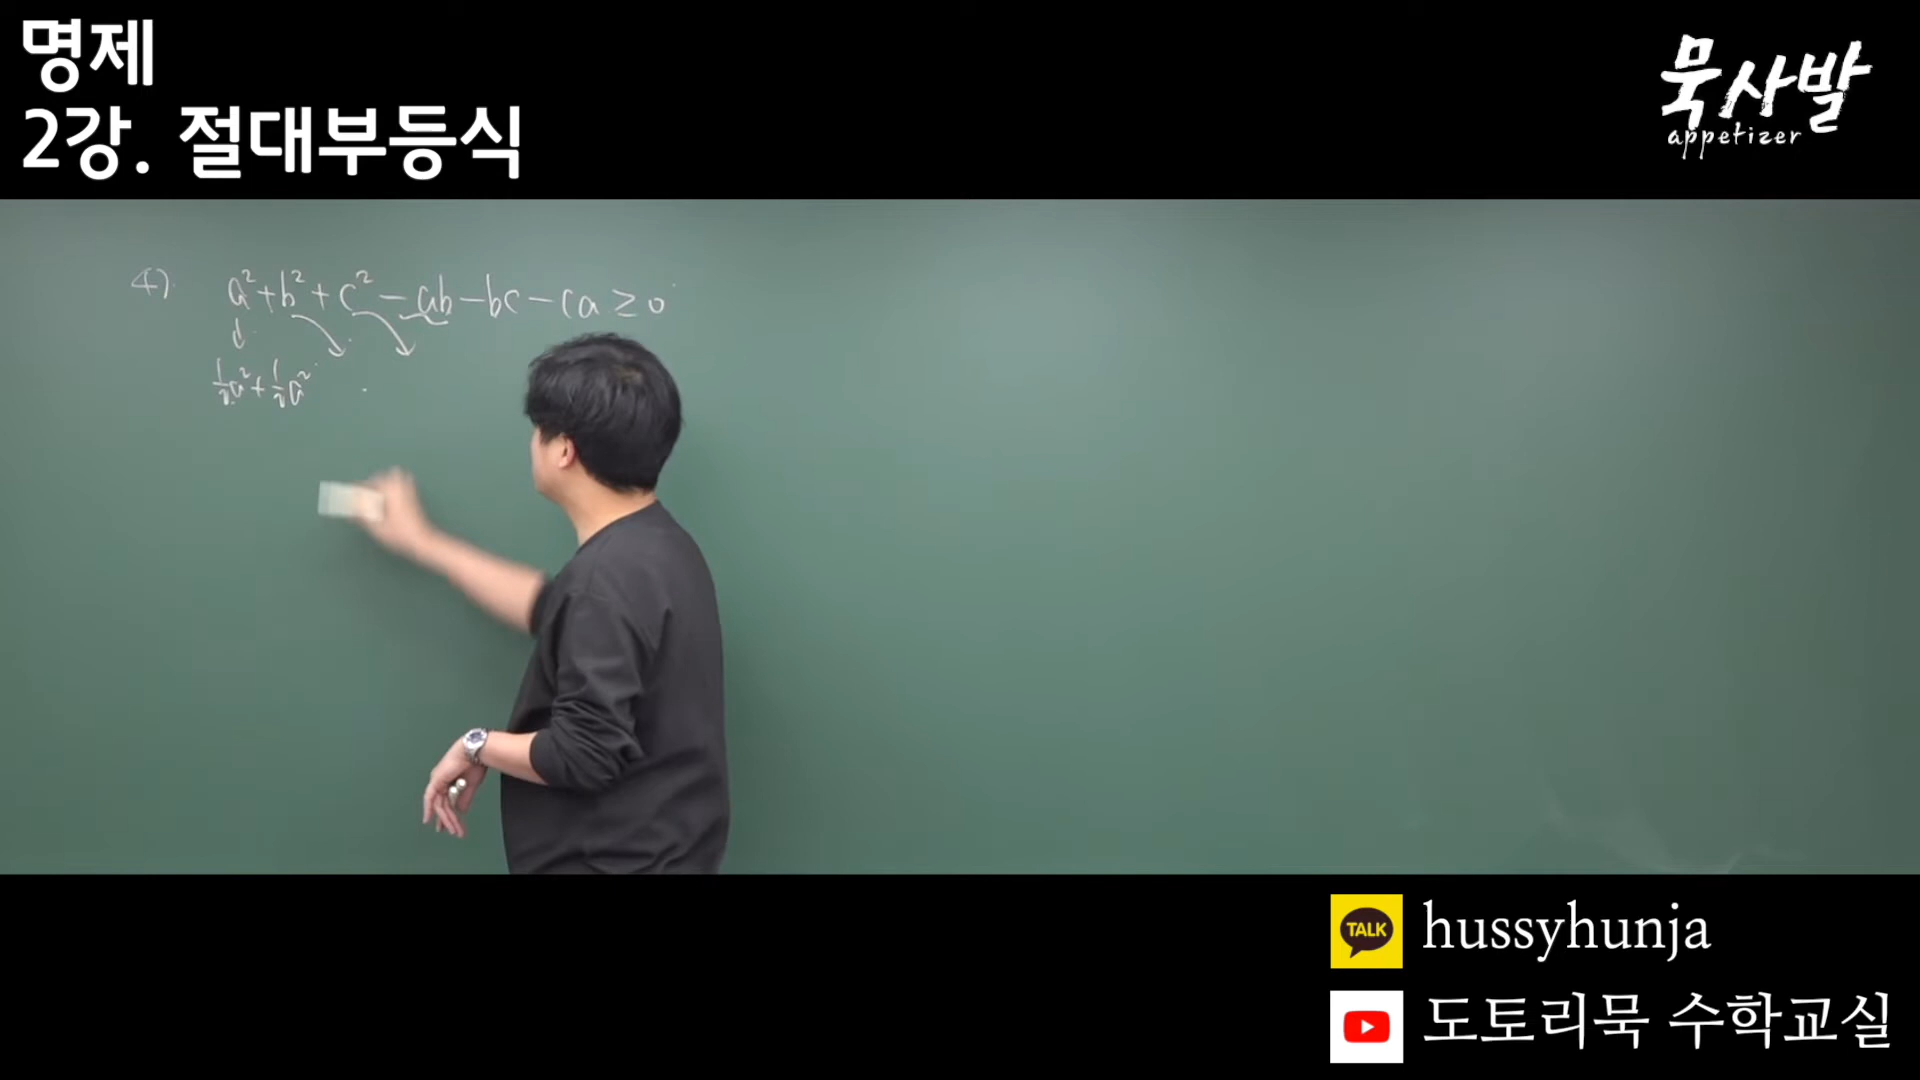 명제
2강. 절대부등식
묵사발
appetizer
4) a²+b²+c²-ab-bc-ca≥0
½a²+½a²
TALK
hussyhunja
도토리묵 수학교실